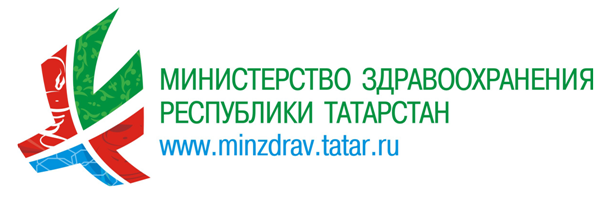 МИНИСТЕРСТВО ЗДРАВООХРАНЕНИЯ
РЕСПУБЛИКИ ТАТАРСТАН
www.minzdrav.tatar.ru